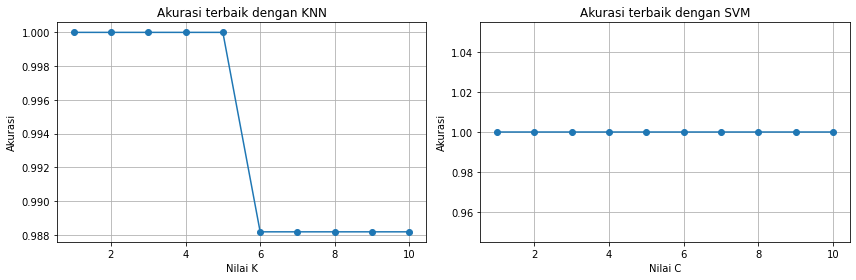 Akurasi terbaik dengan KNN
1.000
0.998
0.996
0.994
0.992
0.990
0.988
Akurasi
2 4 6 8 10
Nilai K
Akurasi terbaik dengan SVM
1.04
1.02
1.00
0.98
0.96
Akurasi
2 4 6 8 10
Nilai C